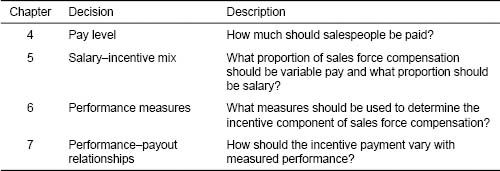 Chapter Decision Description
4 Pay level How much should salespeople be paid?
5 Salary–incentive mix What proportion of sales force compensation
should be variable pay and what proportion should
be salary?
6 Performance measures What measures should be used to determine the
incentive component of sales force compensation?
7 Performance–payout How should the incentive payment vary with
relationships measured performance?